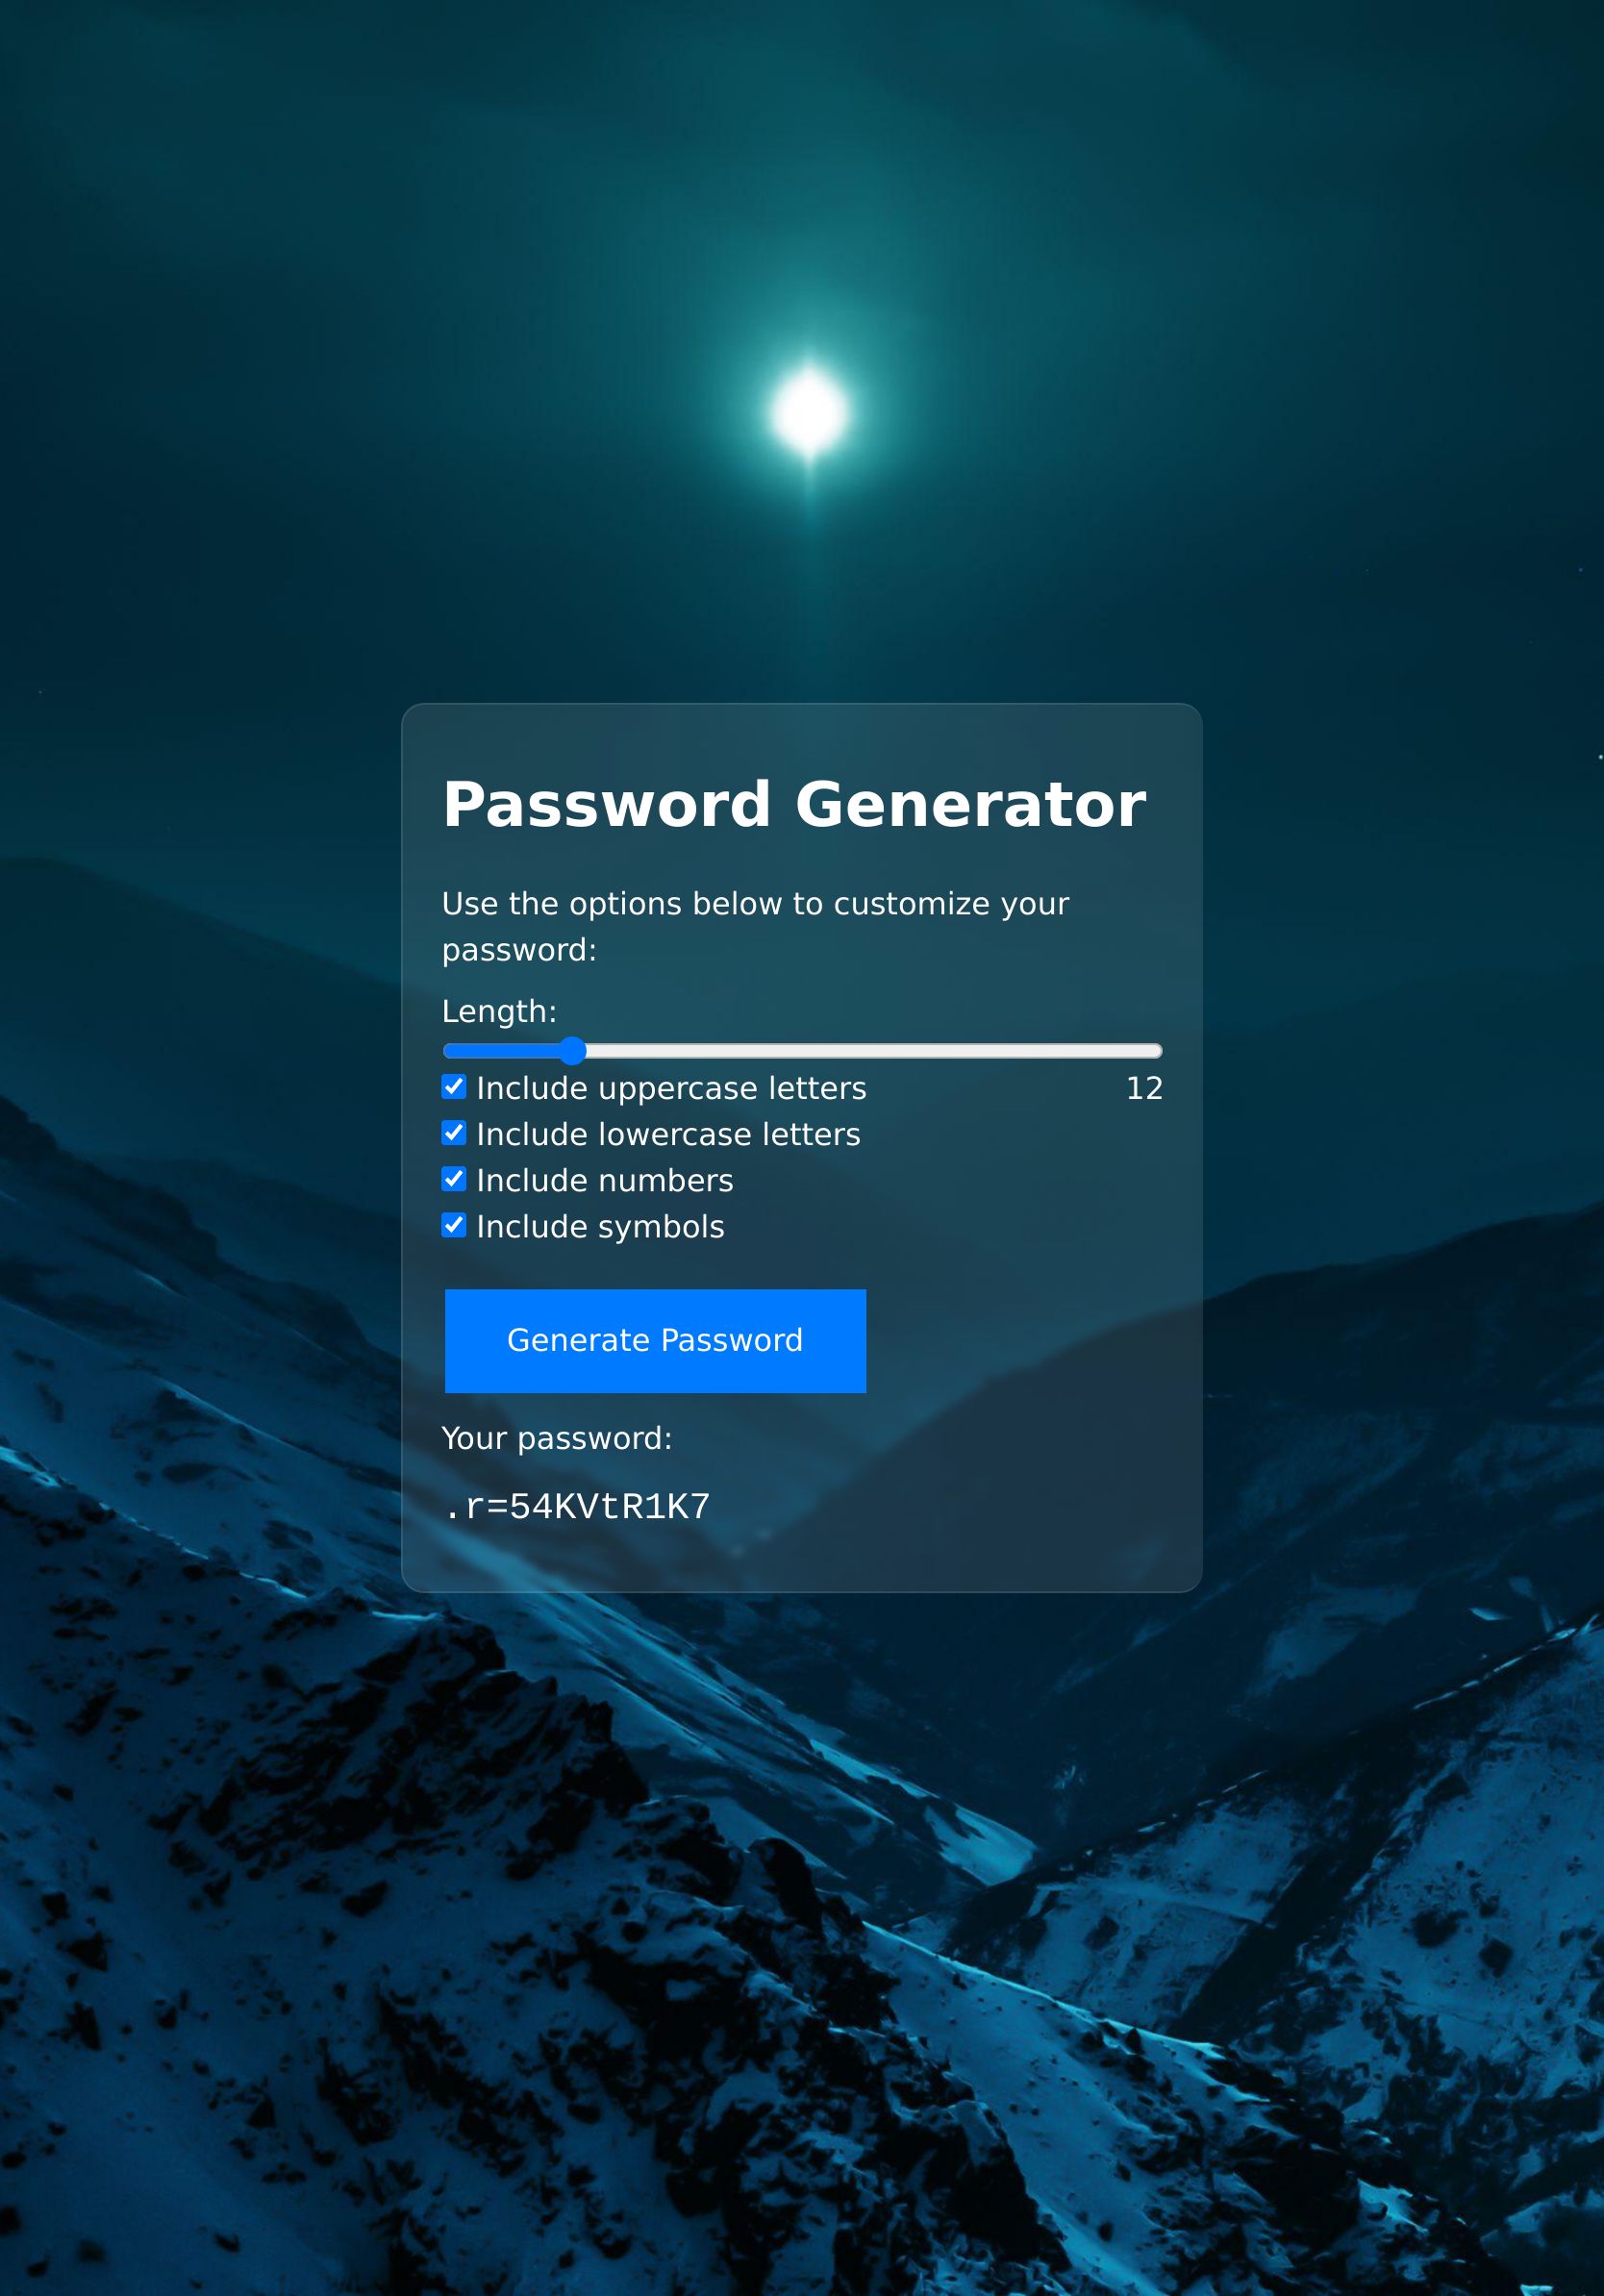 Password Generator
Use the options below to customize your
password:
Length:
Include uppercase letters 12
Include lowercase letters
Include numbers
Include symbols
Generate Password
Your password:
.r=54KVtR1K7